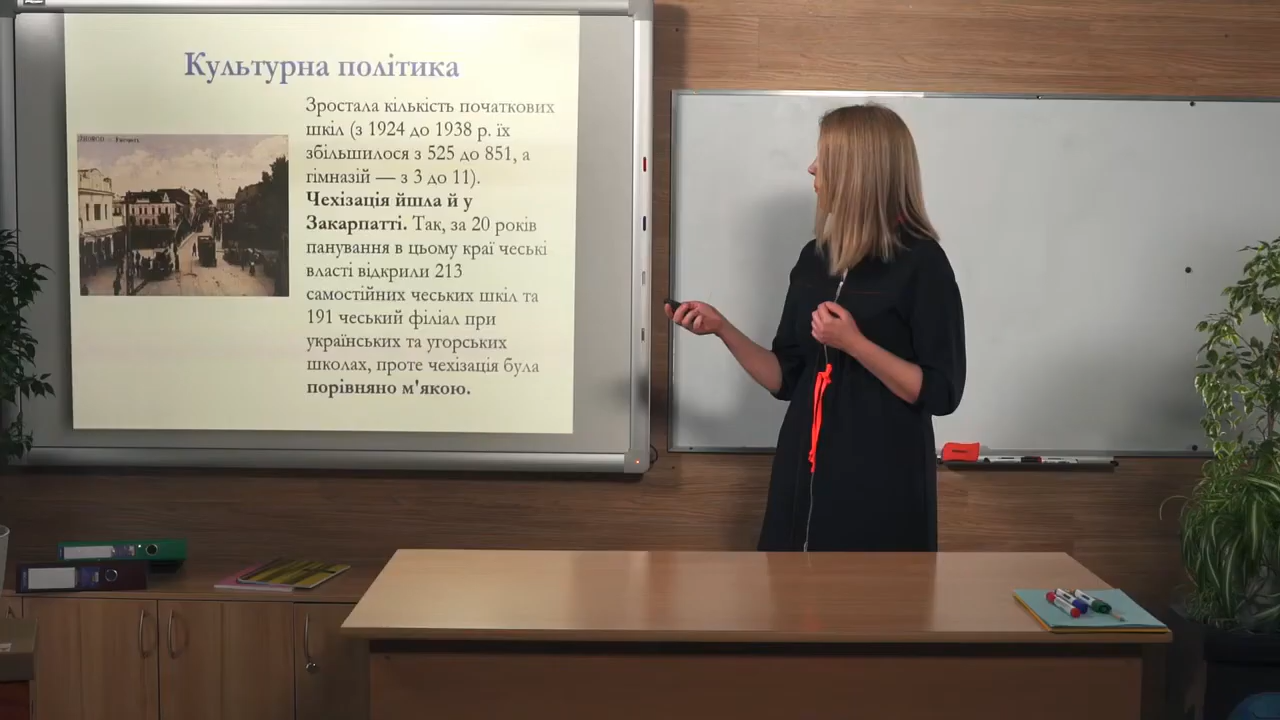 Культурна політика
Зростала кількість початкових
шкіл (з 1924 до 1938 р. їх
збільшилося з 525 до 851, а
гімназій — з 3 до 11).
Чехізація йшла й у
Закарпатті. Так, за 20 років
панування в цьому краї чеські
власті відкрили 213
самостійних чеських шкіл та
191 чеський філіал при
українських та угорських
школах, проте чехізація була
порівняно м'якою.